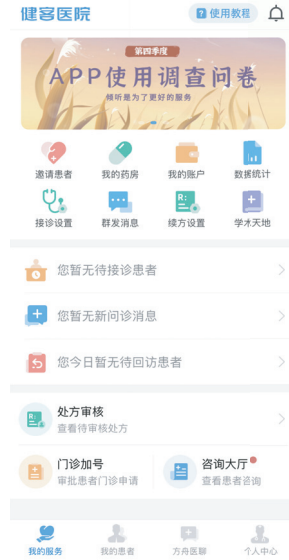 健客医院
使用教程
第四季度
APP使用调查问卷
倾听是为了更好的服务
邀请患者 我的药房 我的账户 数据统计
接诊设置 群发消息 续方设置 学术天地
您暂无待接诊患者
您暂无新问诊消息
您今日暂无待回访患者
处方审核
查看待审核处方
门诊加号
审批患者门诊申请
咨询大厅
查看患者咨询
我的服务 我的患者 方舟医聊 个人中心